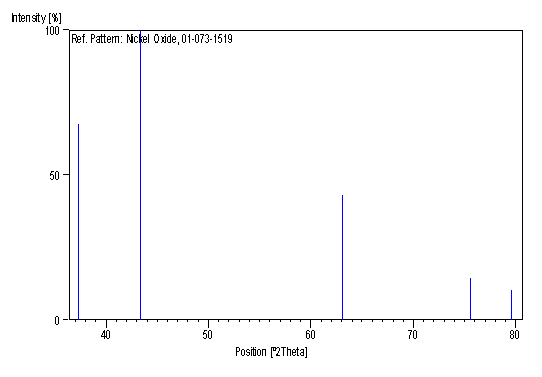 Intensity [%]
100
Ref. Pattern: Nickel Oxide, 01-073-1519
50
0
40 50 60 70 80
Position [°2Theta]